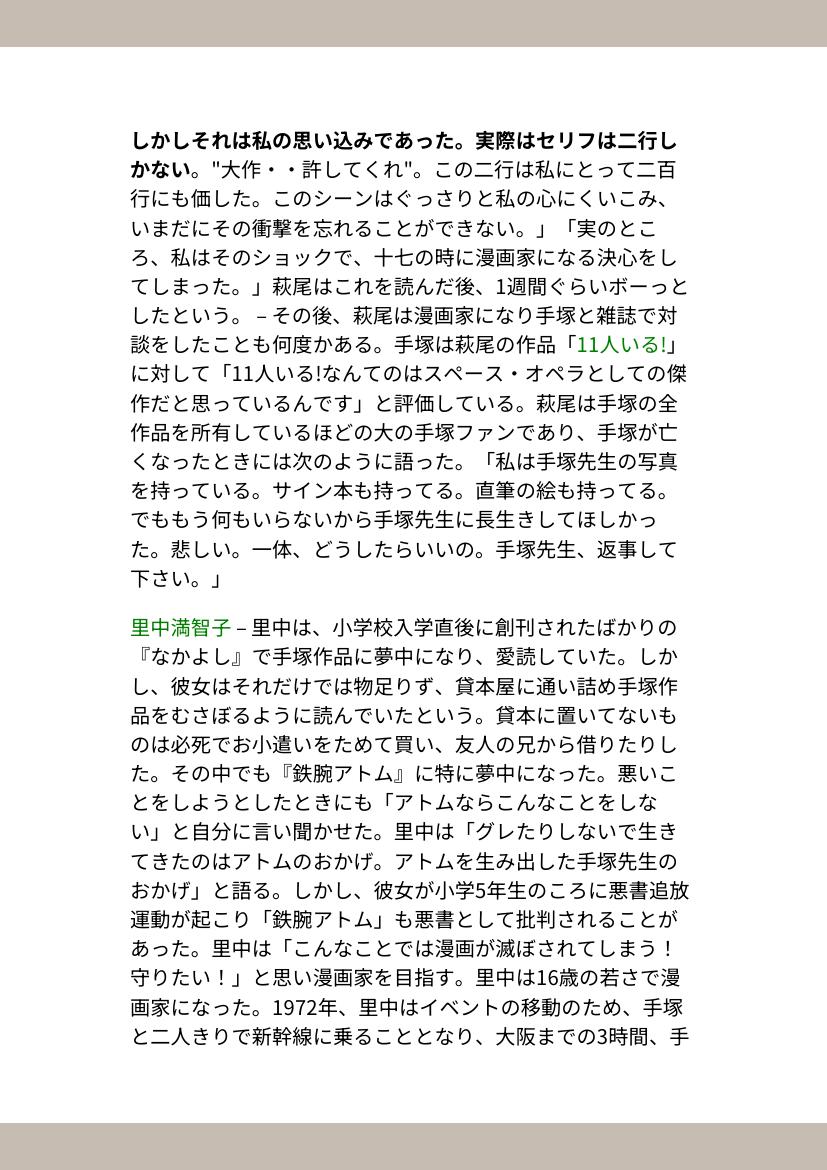 しかしそれは私の思い込みであった。実際はセリフは二行し
かない。"大作・・許してくれ"。この二行は私にとって二百
行にも価した。このシーンはぐっさりと私の心にくいこみ、
いまだにその衝撃を忘れることができない。」「実のとこ
ろ、私はそのショックで、十七の時に漫画家になる決心をし
てしまった。」萩尾はこれを読んだ後、1週間ぐらいボーっと
したという。 – その後、萩尾は漫画家になり手塚と雑誌で対
談をしたことも何度かある。手塚は萩尾の作品「11人いる!」
に対して「11人いる!なんてのはスペース・オペラとしての傑
作だと思っているんです」と評価している。萩尾は手塚の全
作品を所有しているほどの大の手塚ファンであり、手塚が亡
くなったときには次のように語った。「私は手塚先生の写真
を持っている。サイン本も持ってる。直筆の絵も持ってる。
でももう何もいらないから手塚先生に長生きしてほしかっ
た。悲しい。一体、どうしたらいいの。手塚先生、返事して
下さい。」
里中満智子 – 里中は、小学校入学直後に創刊されたばかりの
『なかよし』で手塚作品に夢中になり、愛読していた。しか
し、彼女はそれだけでは物足りず、貸本屋に通い詰め手塚作
品をむさぼるように読んでいたという。貸本に置いてないも
のは必死でお小遣いをためて買い、友人の兄から借りたりし
た。その中でも『鉄腕アトム』に特に夢中になった。悪いこ
とをしようとしたときにも「アトムならこんなことをしな
い」と自分に言い聞かせた。里中は「グレたりしないで生き
てきたのはアトムのおかげ。アトムを生み出した手塚先生の
おかげ」と語る。しかし、彼女が小学5年生のころに悪書追放
運動が起こり「鉄腕アトム」も悪書として批判されることが
あった。里中は「こんなことでは漫画が滅ぼされてしまう！
守りたい！」と思い漫画家を目指す。里中は16歳の若さで漫
画家になった。1972年、里中はイベントの移動のため、手塚
と二人きりで新幹線に乗ることとなり、大阪までの3時間、手